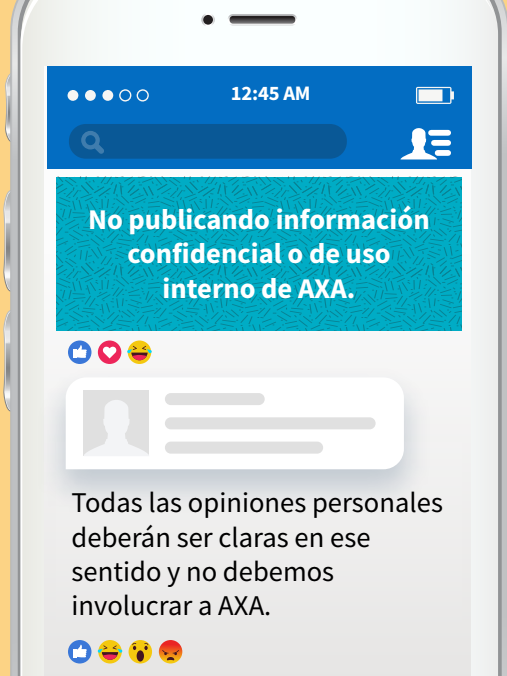 12:45 AM
No publicando información
confidencial o de uso
interno de AXA.
Todas las opiniones personales
deberán ser claras en ese
sentido y no debemos
involucrar a AXA.